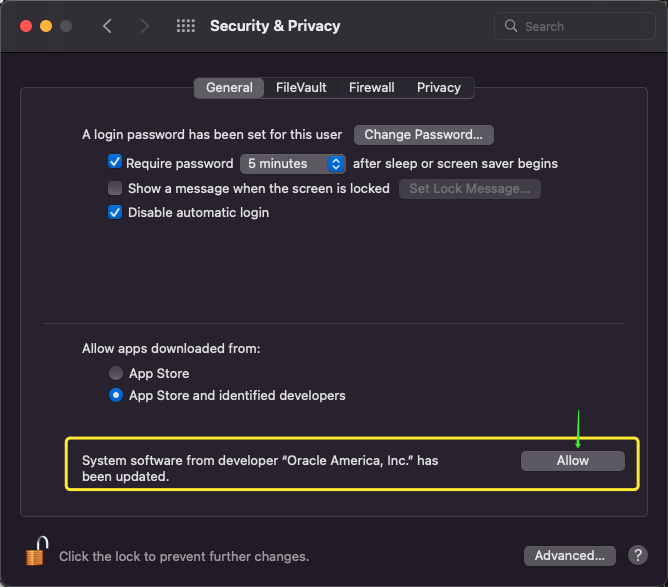 Security & Privacy
Search
General FileVault Firewall Privacy
A login password has been set for this user Change Password...
Require password 5 minutes after sleep or screen saver begins
Show a message when the screen is locked Set Lock Message...
Disable automatic login
Allow apps downloaded from:
App Store
App Store and identified developers
System software from developer “Oracle America, Inc.” has
been updated.
Allow
Click the lock to prevent further changes.
Advanced...
?